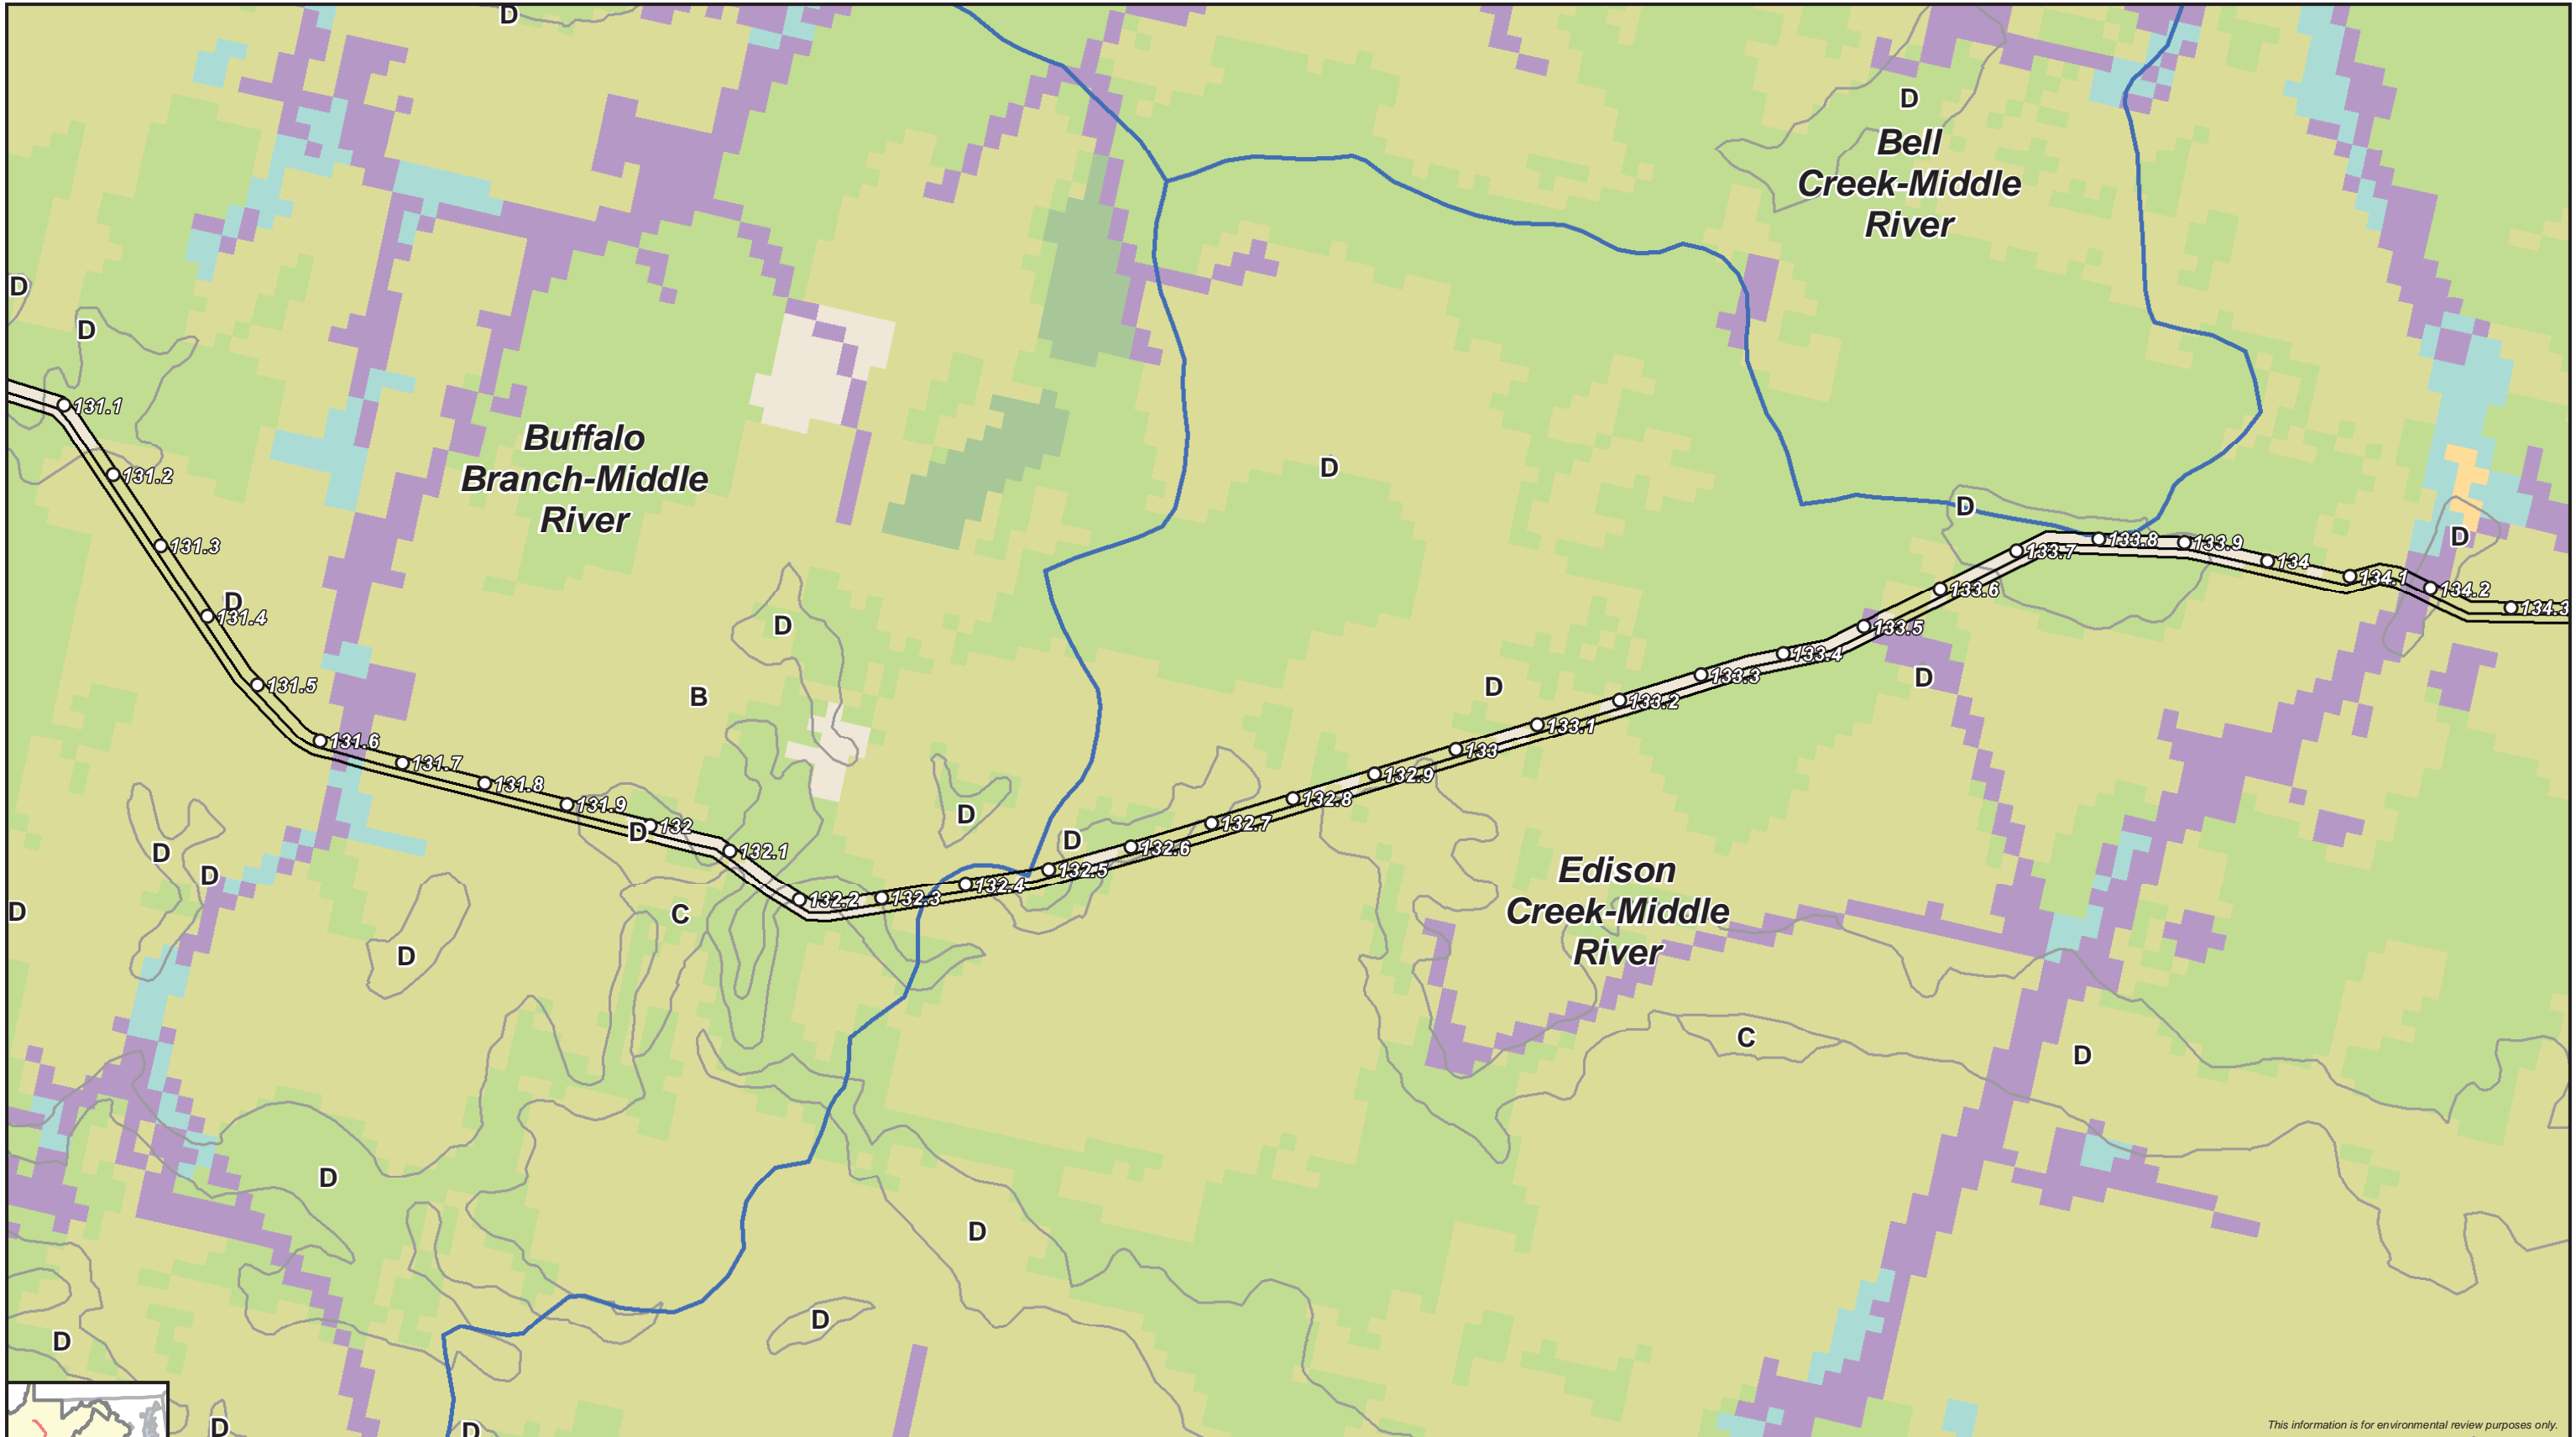 D
D
Bell
Creek-Middle
River
D
D
131.1
Buffalo
Branch-Middle
River
D
131.2
D
D
131.3
133.7
133.8
133.9
134
134.1
134.2
134.3
133.6
D
131.4
D
133.5
131.5
B
D
D
133.4
133.3
133.2
131.6
133.1
133
131.7
132.9
131.8
132.8
131.9
D
132.7
D
132
D
132.6
D
132.1
D
132.5
Edison
Creek-Middle
River
132.4
132.3
132.2
D
C
D
C
D
D
D
D
D
D
D
This information is for environmental review purposes only.